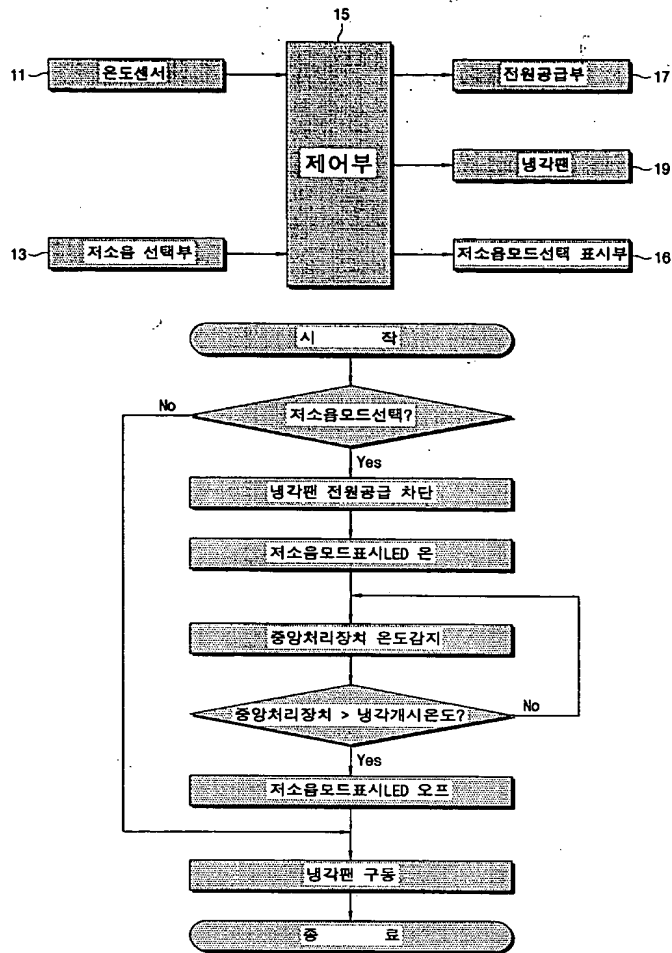 15
11
온도센서
전원공급부
17
제어부
냉각팬
19
13
저소음 선택부
저소음모드선택 표시부
16
시 작
저소음모드선택?
No
Yes
냉각팬 전원공급 차단
저소음모드표시LED 온
중앙처리장치 온도감지
중앙처리장치 > 냉각개시온도?
No
Yes
저소음모드표시LED 오프
냉각팬 구동
종 료